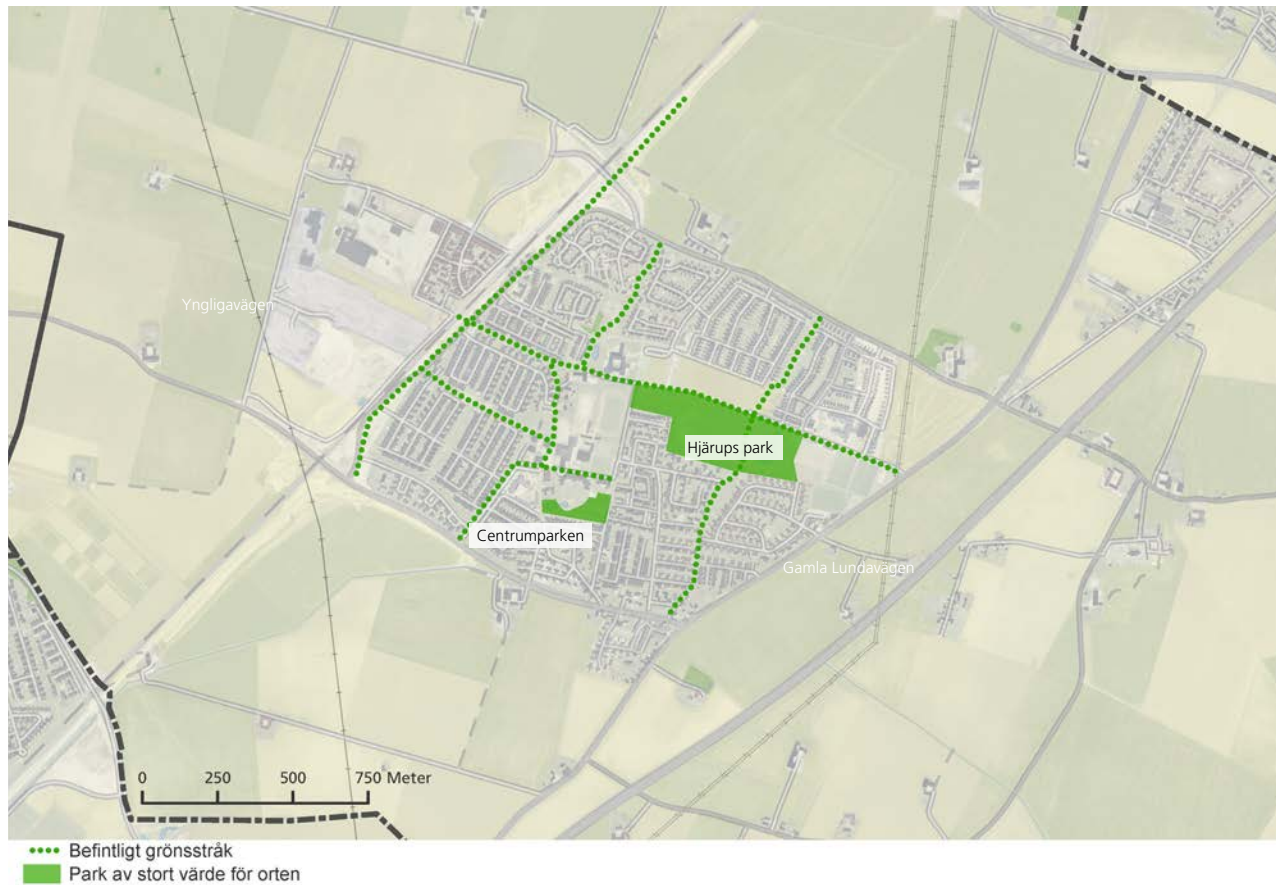 Yngligavägen
Hjärups park
Centrumparken
Gamla Lundavägen
0 250 500 750 Meter
Befintligt grönsstråk
Park av stort värde för orten